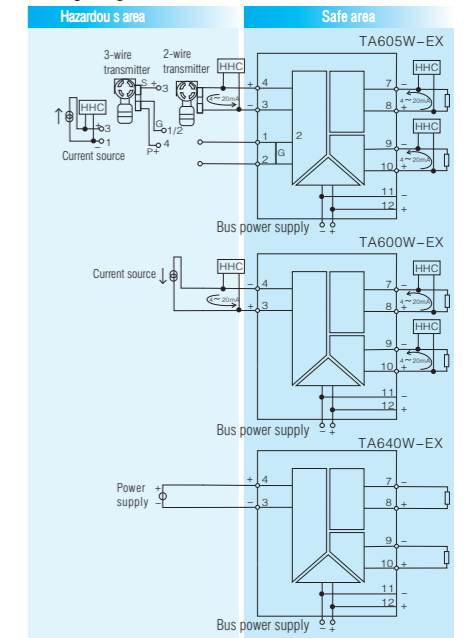 Hazardou s area
Safe area
TA605W-EX
3-wire
transmitter
2-wire
transmitter
HHC
S + 3
G 1/2
P+ 4
HHC
+ 3
− 1
Current source
+ 4
− 3
4~20mA
1
2
G
2
7 −
8 +
HHC
4~20mA
HHC
9 −
10 +
4~20mA
11 −
12 +
Bus power supply − +
TA600W-EX
Current source
HHC
4~20mA
− 4
+ 3
7 −
8 +
HHC
4~20mA
HHC
9 −
10 +
4~20mA
11 −
12 +
Bus power supply − +
TA640W-EX
Power
supply
+
−
+ 4
− 3
7 −
8 +
9 −
10 +
11 −
12 +
Bus power supply − +